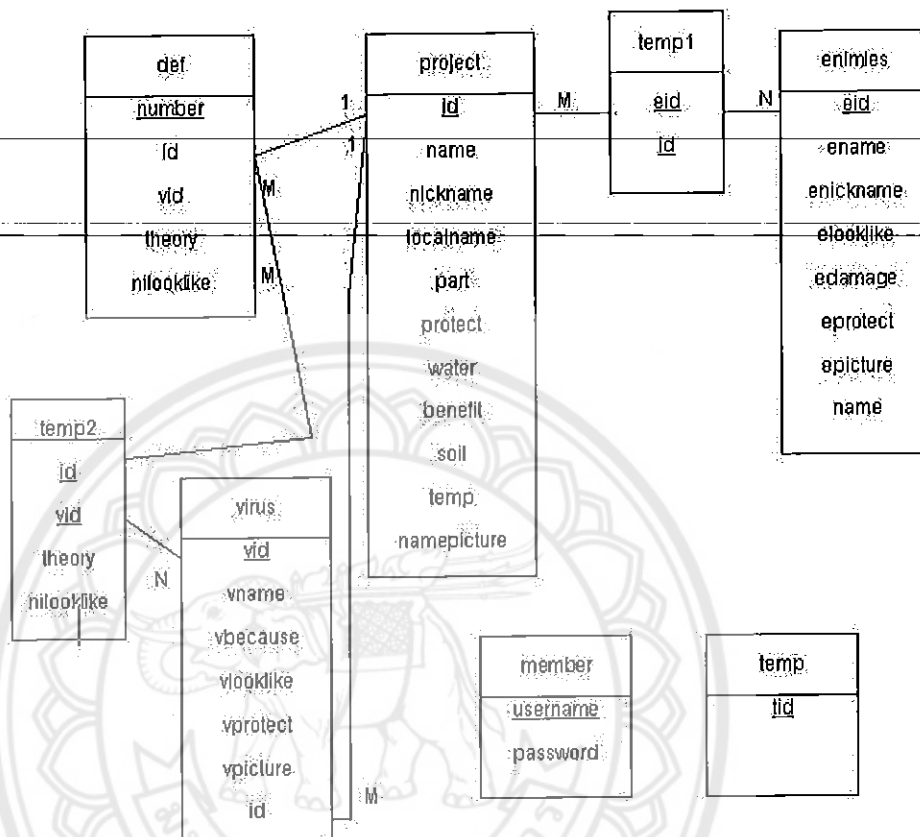 def
number
id
vid
theory
nilooklike
1
1
M
M
project
id
name
nickname
localname
part
protect
water
benefit
soil
temp
namepicture
M
temp1
eid
id
N
enimies
eid
ename
enickname
elooklike
edamage
eprotect
epicture
name
temp2
id
vid
theory
nilooklike
N
virus
vid
vname
vbecause
vlooklike
vprotect
vpicture
id
M
member
username
password
temp
tid